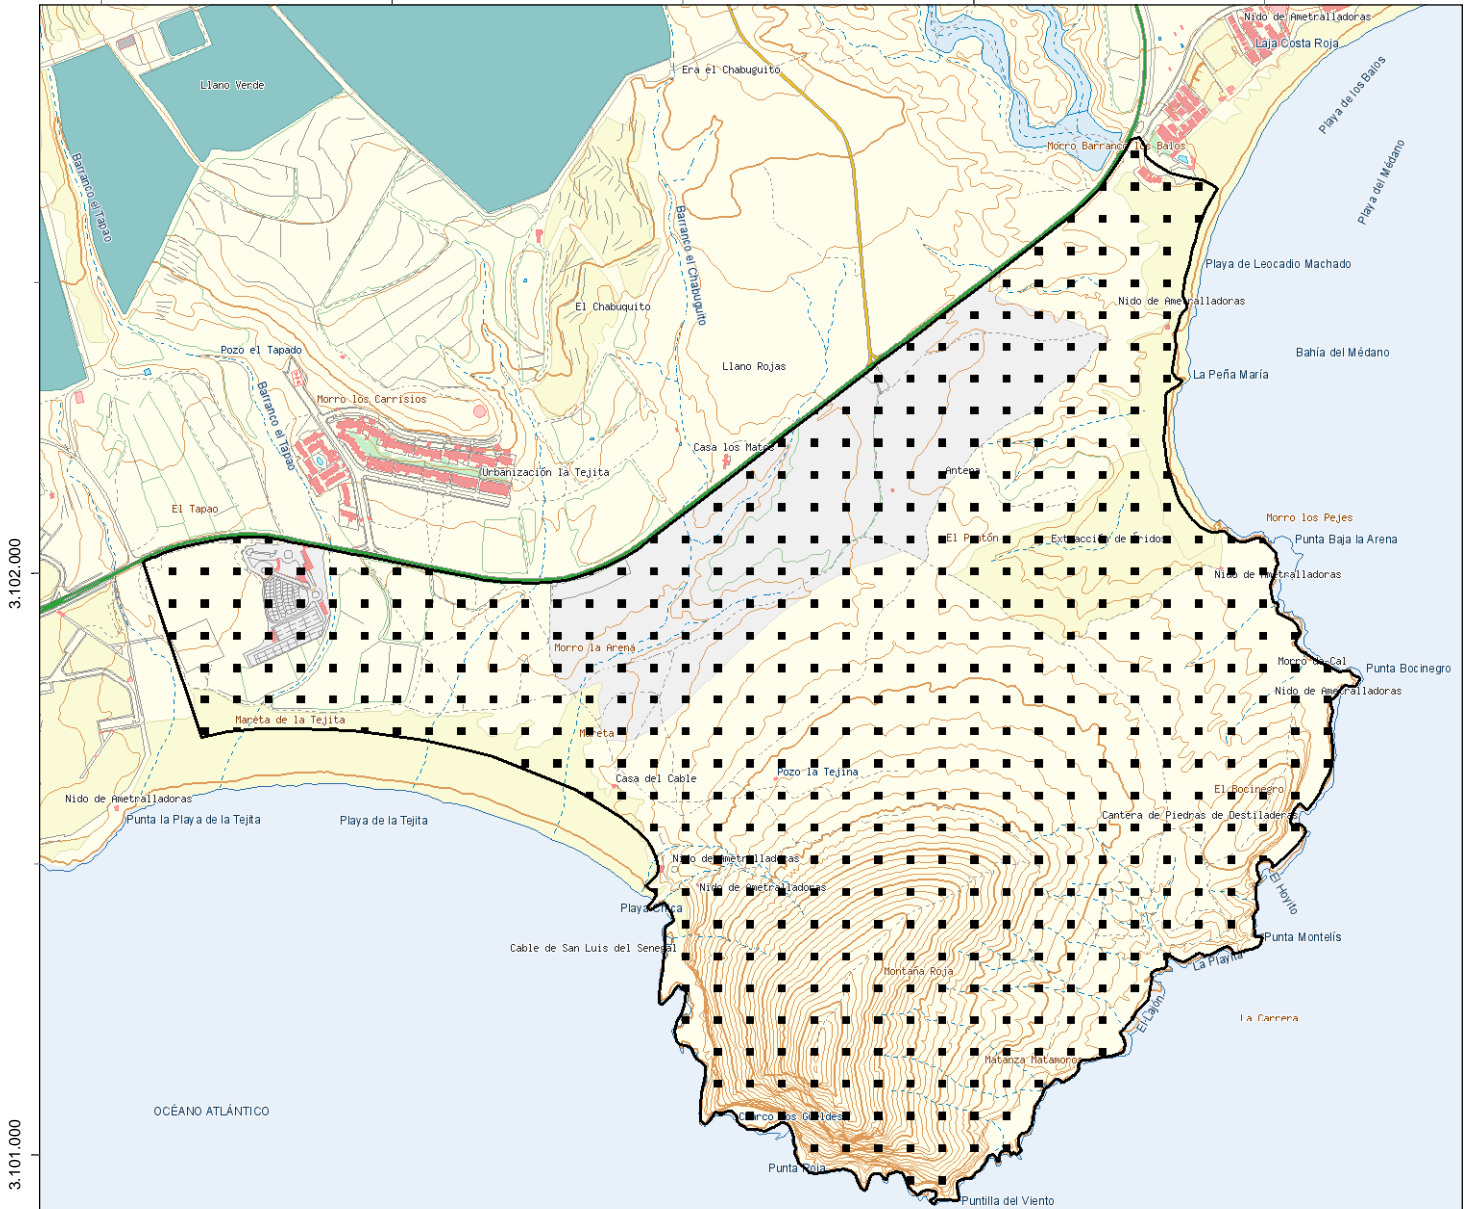 Nido de Ametralladoras
Laja Costa Roja
Era el Chabuguito
Llano Verde
Playa de los Balos
Morro Barranco los Balos
Playa del Médano
Barranco el Tapao
Barranco el Chabuguito
Playa de Leocadio Machado
Nido de Ametralladoras
El Chabuquito
Pozo el Tapado
Bahía del Médano
Llano Rojas
La Peña María
Morro los Carrisios
Barranco el Tapao
Casa los Mates
Urbanización la Tejita
Antena
El Tapao
Morro los Pejes
El Pontón
Extracción de Áridos
Punta Baja la Arena
3.102.000
Nido de Ametralladoras
Morro la Arena
Morro da Cal
Punta Bocinegro
Nido de Ametralladoras
Mareta de la Tejita
Mareta
Pozo la Tejina
Casa del Cable
El Bocinegro
Nido de Ametralladoras
Cantera de Piedras de Destiladeras
Punta la Playa de la Tejita
Playa de la Tejita
Nido de Ametralladoras
Nido de Ametralladoras
El Hoyito
Playa Chica
Punta Montelís
Cable de San Luis del Senegal
La Playita
Montaña Roja
El Lajón
La Carrera
Matanza Matamoros
OCÉANO ATLÁNTICO
Charco los Gueldes
3.101.000
Punta Roja
Puntilla del Viento